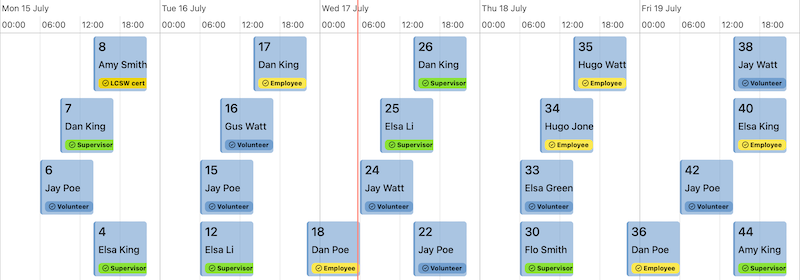 Mon 15 July
Tue 16 July
Wed 17 July
Thu 18 July
Fri 19 July
00:00 06:00 12:00 18:00 00:00 06:00 12:00 18:00 00:00 06:00 12:00 18:00 00:00 06:00 12:00 18:00 00:00 06:00 12:00 18:00
8
Amy Smith
LCSW cert
17
Dan King
Employee
26
Dan King
Supervisor
35
Hugo Watt
Employee
38
Jay Watt
Volunteer
7
Dan King
Supervisor
16
Gus Watt
Volunteer
25
Elsa Li
Supervisor
34
Hugo Jone
Employee
40
Elsa King
Employee
6
Jay Poe
Volunteer
15
Jay Poe
Volunteer
24
Jay Watt
Volunteer
33
Elsa Green
Volunteer
42
Jay Poe
Volunteer
4
Elsa King
Supervisor
12
Elsa Li
Supervisor
18
Dan Poe
Employee
22
Jay Poe
Volunteer
30
Flo Smith
Supervisor
36
Dan Poe
Employee
44
Amy King
Supervisor